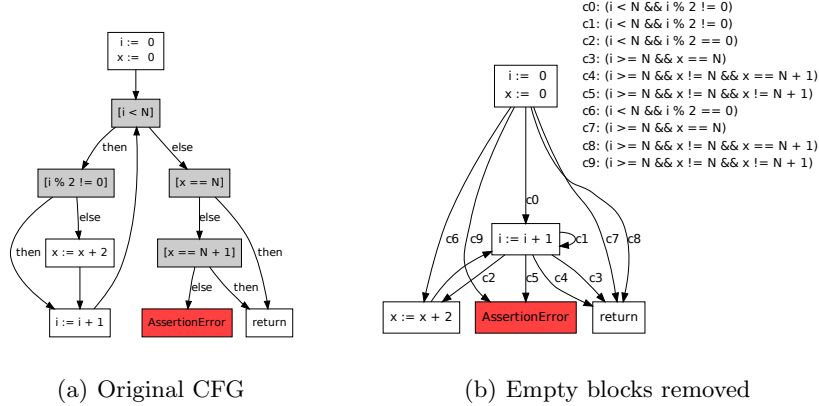 i :=  0
x :=  0
[i < N]
then
else
[i % 2 != 0]
[x == N]
else
else
then
then
x := x + 2
[x == N + 1]
else
then
i := i + 1
AssertionError
return
(a) Original CFG
c0: (i < N && i % 2 != 0)
c1: (i < N && i % 2 != 0)
c2: (i < N && i % 2 == 0)
c3: (i >= N && x == N)
c4: (i >= N && x != N && x == N + 1)
c5: (i >= N && x != N && x != N + 1)
c6: (i < N && i % 2 == 0)
c7: (i >= N && x == N)
c8: (i >= N && x != N && x == N + 1)
c9: (i >= N && x != N && x != N + 1)
i :=  0
x :=  0
c0
c6
c9
i := i + 1
c1
c7
c8
c2
c5
c4
c3
x := x + 2
AssertionError
return
(b) Empty blocks removed